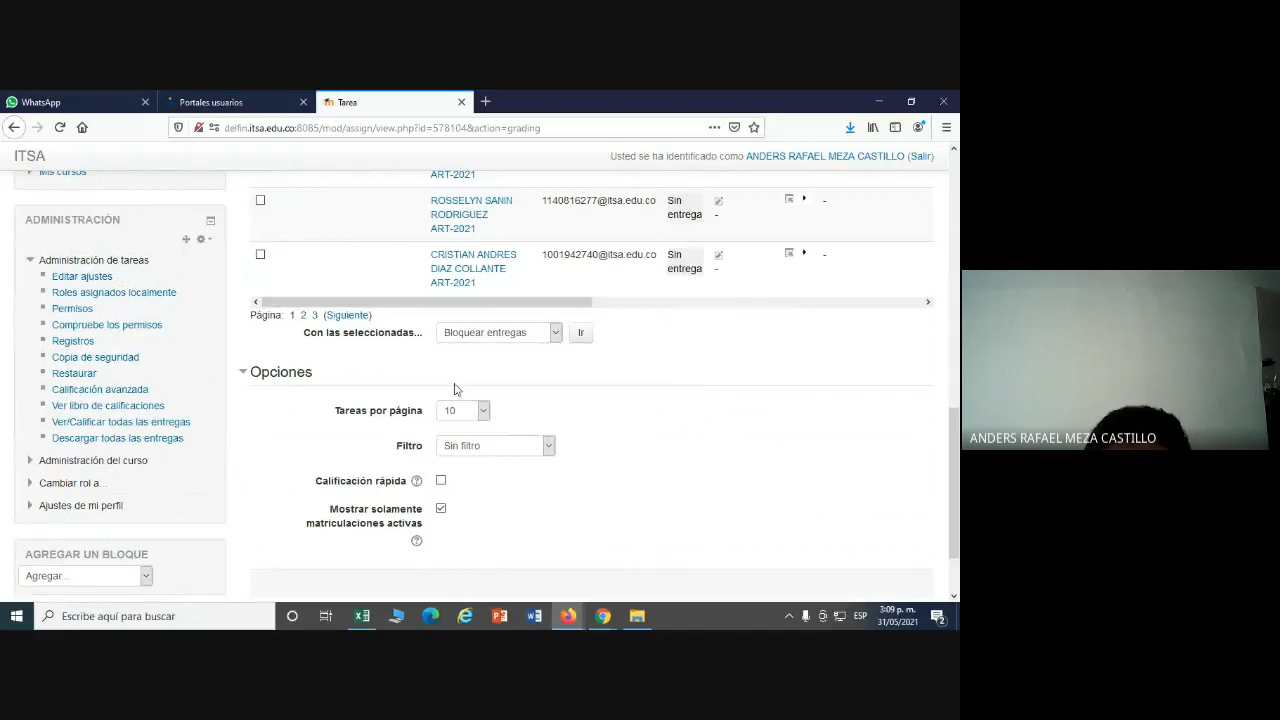 WhatsApp
Portales usuarios
Tarea
delfin.itsa.edu.co:8085/mod/assign/view.php?id=578104&action=grading
ITSA
Usted se ha identificado como ANDERS RAFAEL MEZA CASTILLO (Salir)
Mis cursos
ADMINISTRACIÓN
Administración de tareas
Editar ajustes
Roles asignados localmente
Permisos
Compruebe los permisos
Registros
Copia de seguridad
Restaurar
Calificación avanzada
Ver libro de calificaciones
Ver/Calificar todas las entregas
Descargar todas las entregas
Administración del curso
Cambiar rol a...
Ajustes de mi perfil
AGREGAR UN BLOQUE
Agregar...
ART-2021
ROSSELYN SANIN 1140816277@itsa.edu.co Sin
RODRIGUEZ entrega
ART-2021 - -
CRISTIAN ANDRES 1001942740@itsa.edu.co Sin
DIAZ COLLANTE entrega
ART-2021 - -
Página: 1 2 3 (Siguiente)
Con las seleccionadas... Bloquear entregas Ir
Opciones
Tareas por página 10
Filtro Sin filtro
Calificación rápida
Mostrar solamente
matriculaciones activas
Escribe aquí para buscar
ESP
3:09 p. m.
31/05/2021
2
ANDERS RAFAEL MEZA CASTILLO